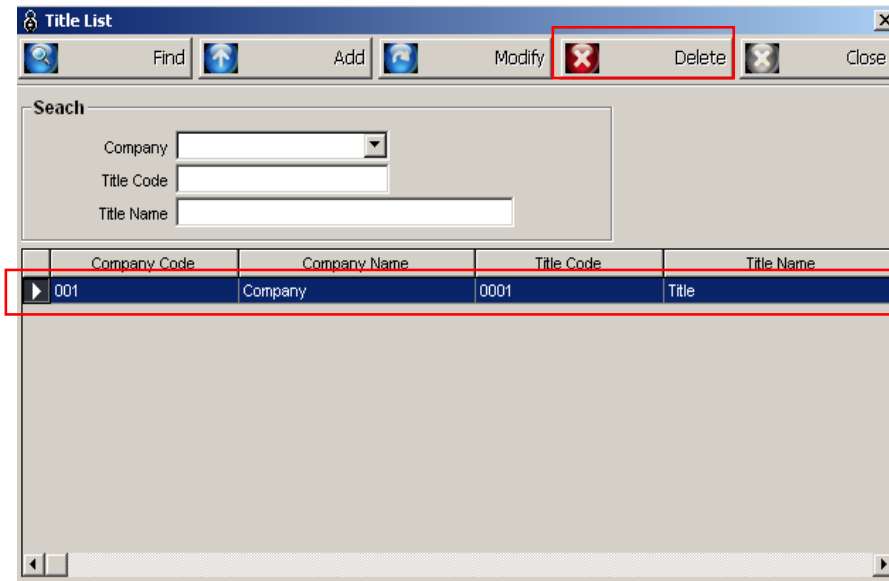 Title List
Find Add Modify Delete Close
Seach
Company
Title Code
Title Name
Company Code Company Name Title Code Title Name
001 Company 0001 Title